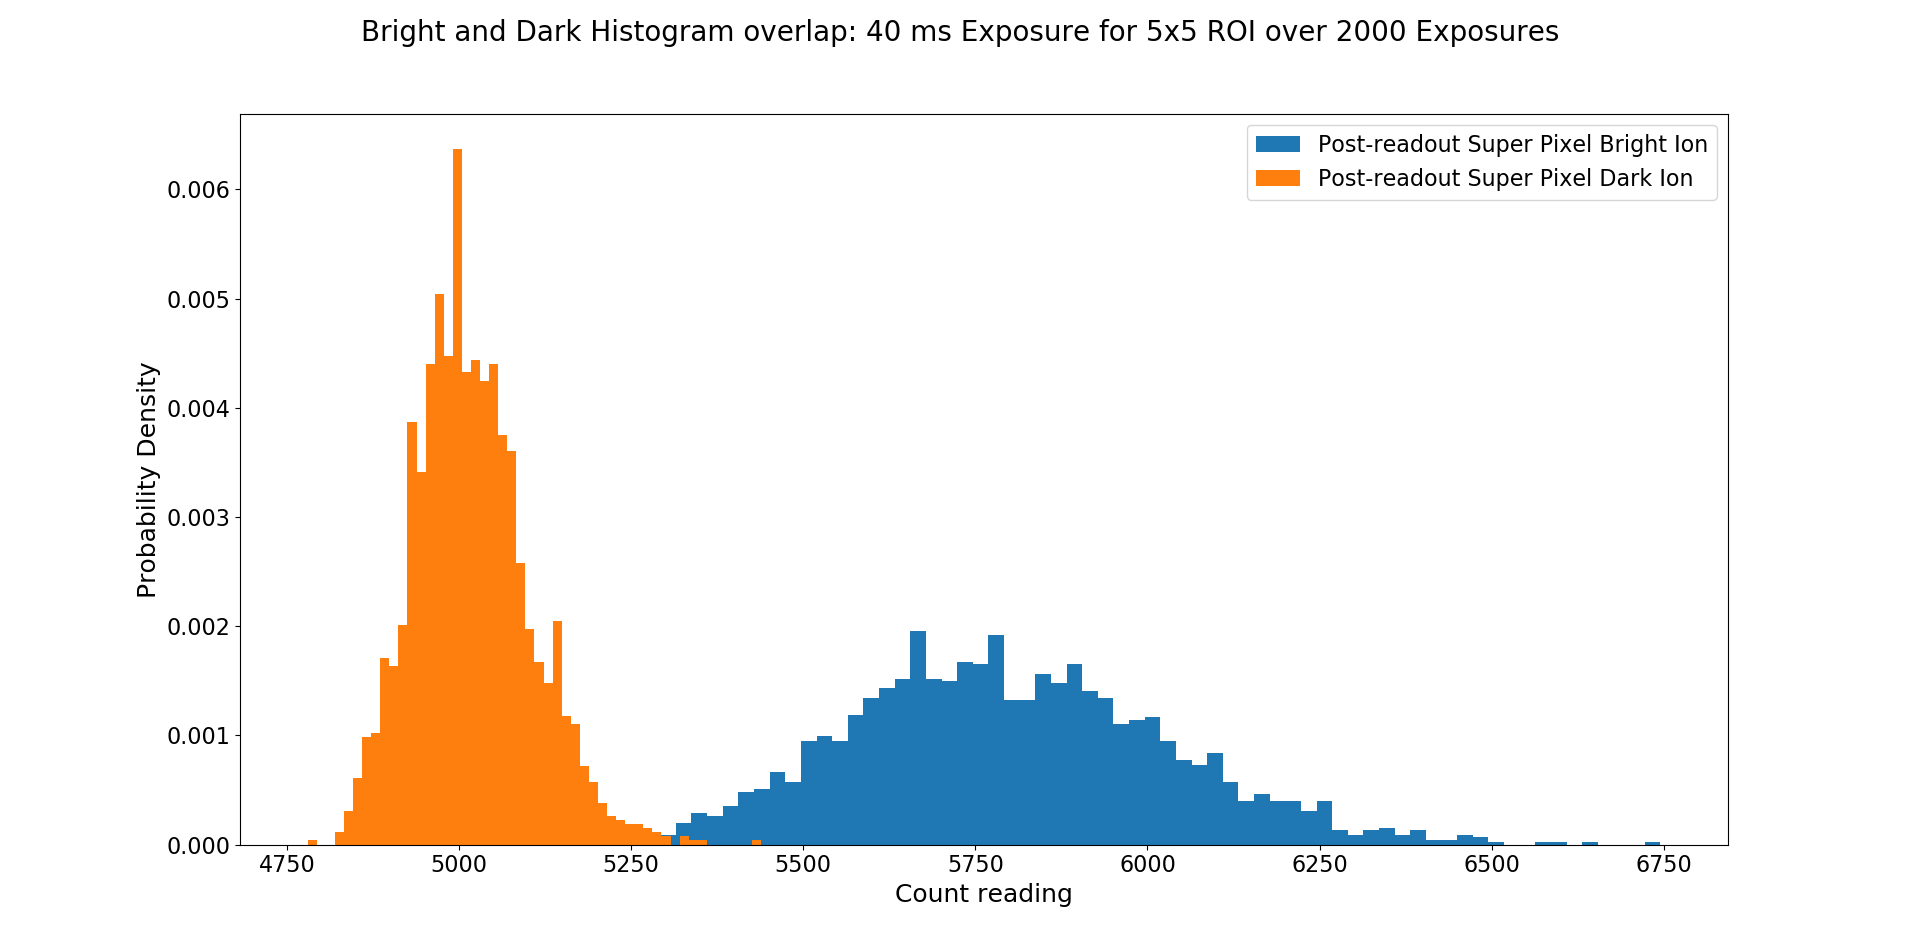 Bright and Dark Histogram overlap: 40 ms Exposure for 5x5 ROI over 2000 Exposures
Post-readout Super Pixel Bright Ion
Post-readout Super Pixel Dark Ion
Probability Density
0.006
0.005
0.004
0.003
0.002
0.001
0.000
4750 5000 5250 5500 5750 6000 6250 6500 6750
Count reading